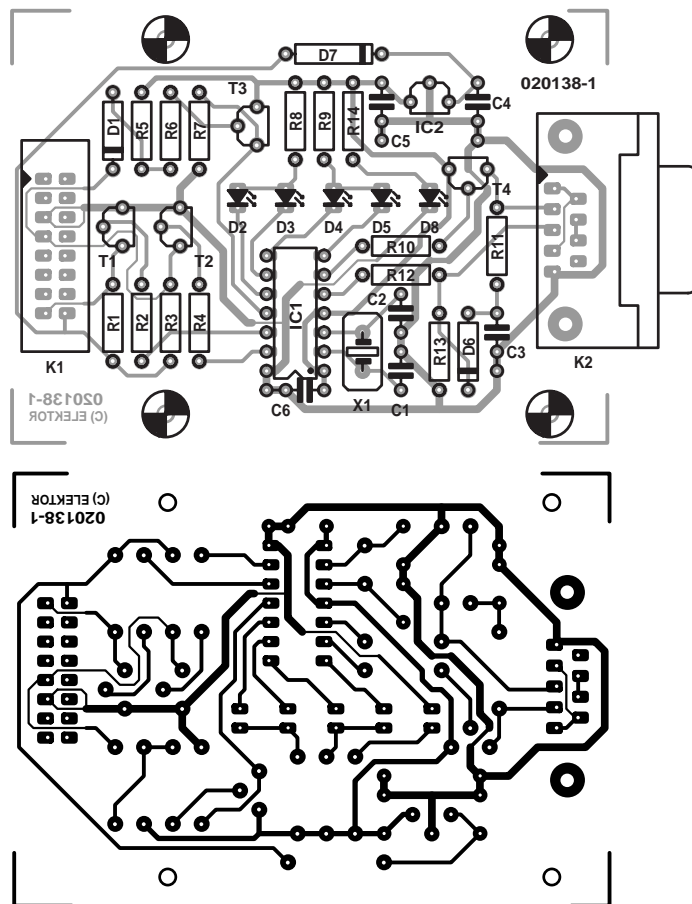 D7
020138-1
T3
D1
R5
R6
R7
R8
R9
R14
C5
IC2
C4
T4
D2
D3
D4
D5
D8
R11
T1
T2
R10
R12
IC1
C2
R1
R2
R3
R4
R13
D6
C3
K1
X1
C6
C1
K2
020138-1
(C) ELEKTOR
(C) ELEKTOR
020138-1